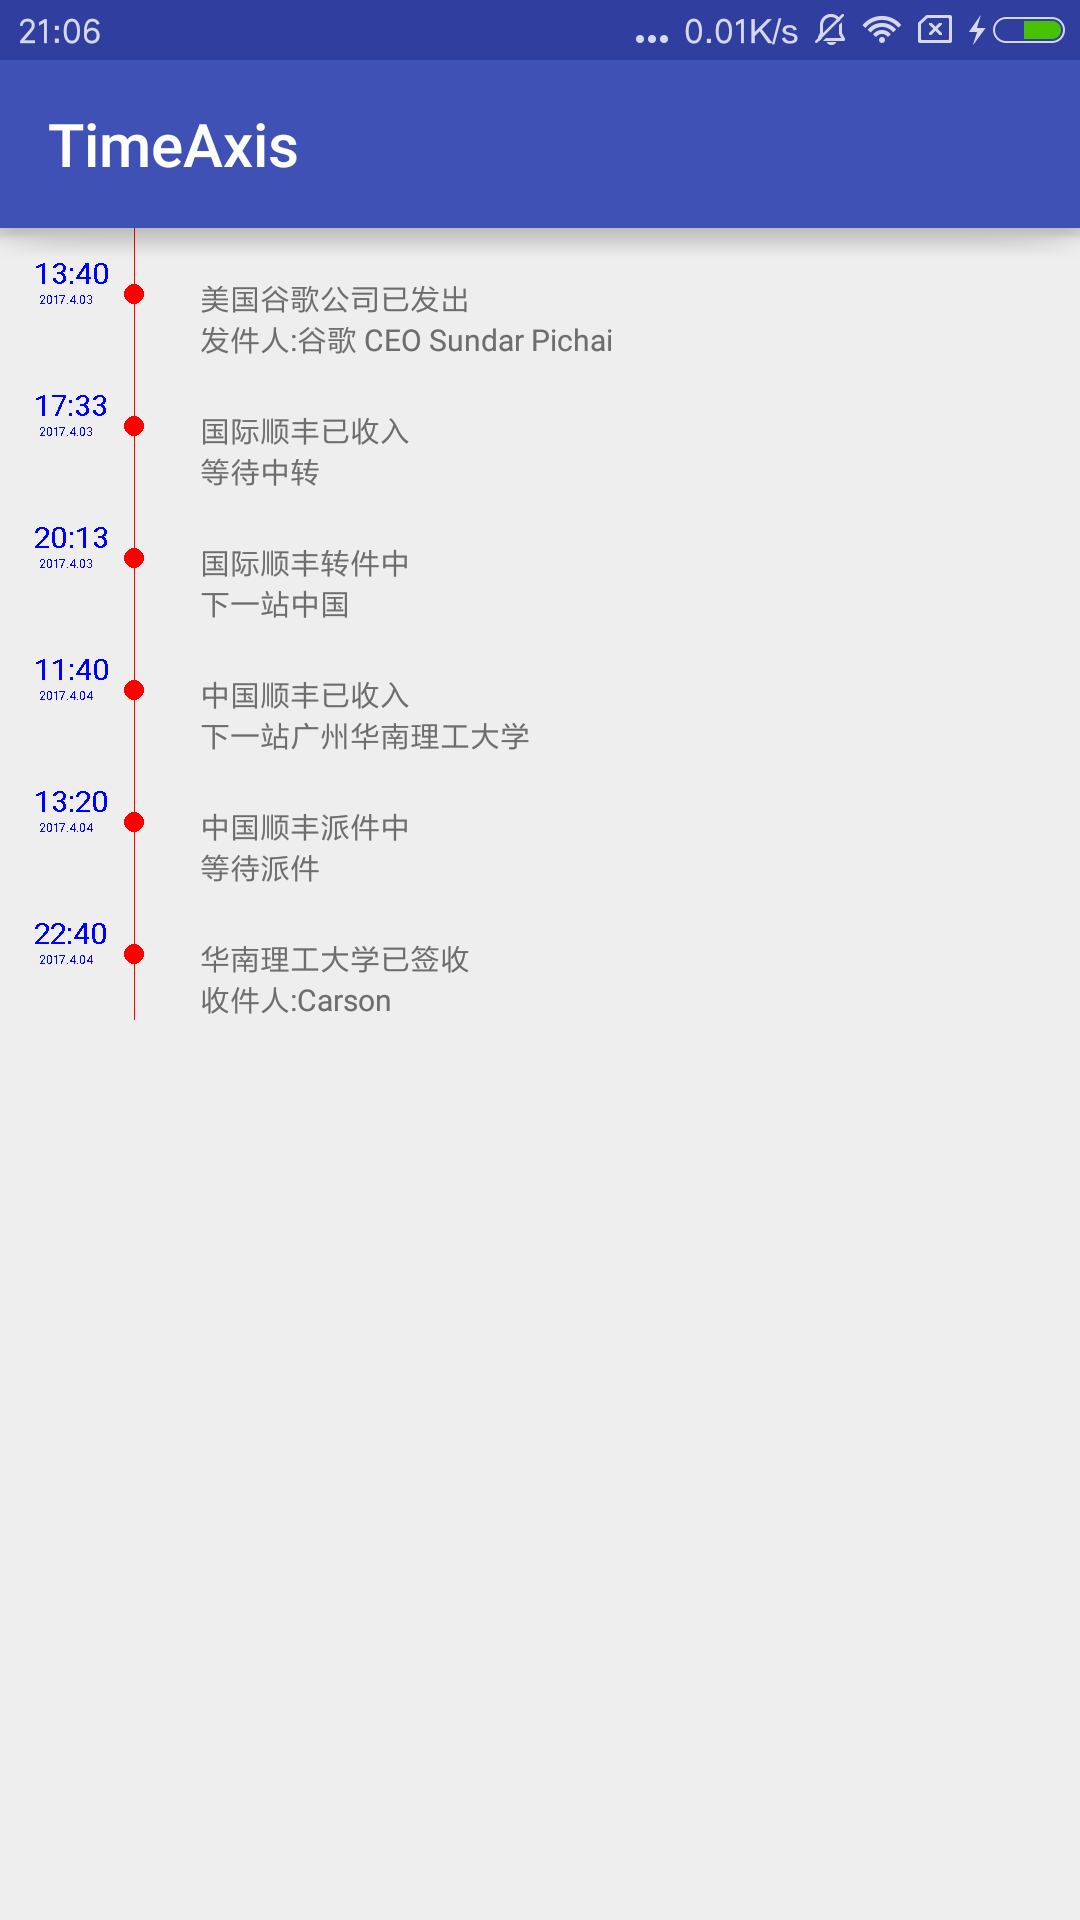 21:06
... 0.01K/s
TimeAxis
13:40
2017.4.03
美国谷歌公司已发出
发件人:谷歌 CEO Sundar Pichai
17:33
2017.4.03
国际顺丰已收入
等待中转
20:13
2017.4.03
国际顺丰转件中
下一站中国
11:40
2017.4.04
中国顺丰已收入
下一站广州华南理工大学
13:20
2017.4.04
中国顺丰派件中
等待派件
22:40
2017.4.04
华南理工大学已签收
收件人:Carson